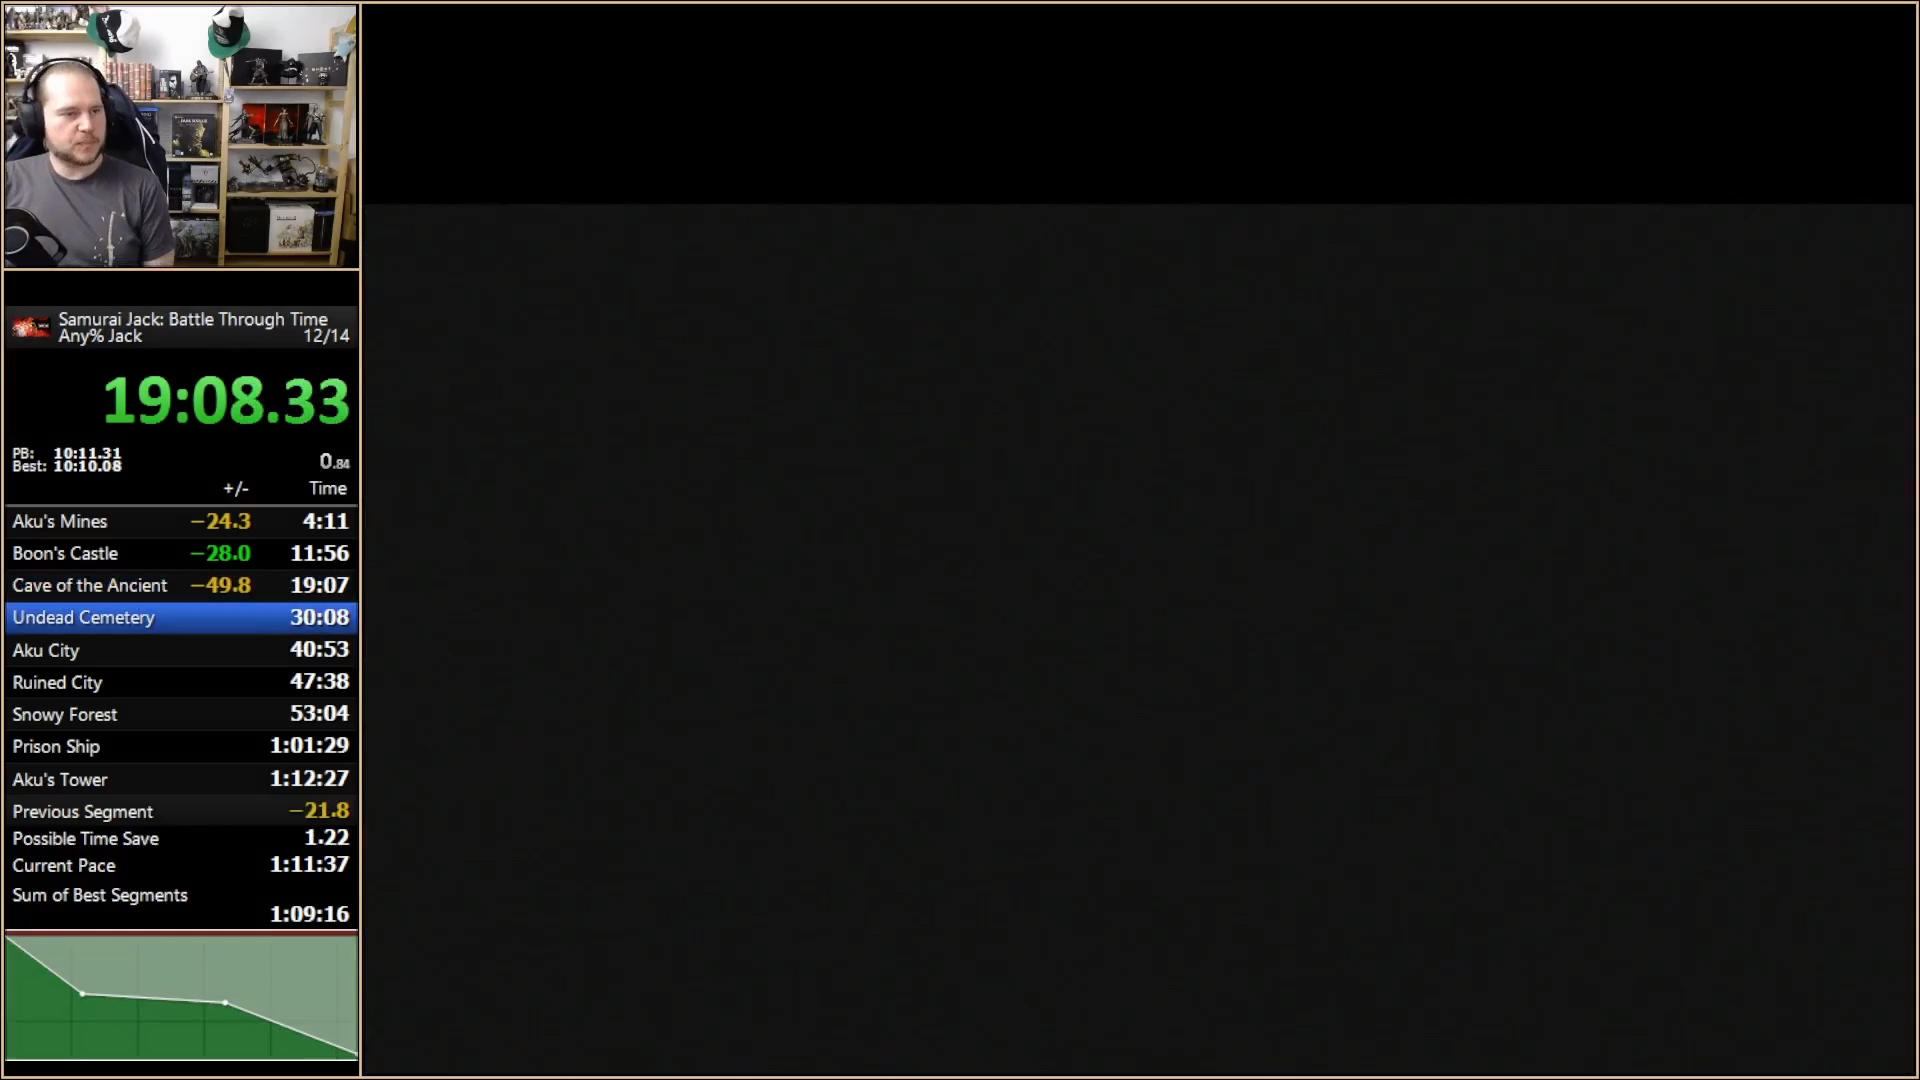 Samurai Jack: Battle Through Time
Any% Jack 12/14
19:08.33
PB: 10:11.31
Best: 10:10.08 0.84
+/- Time
Aku's Mines −24.3 4:11
Boon's Castle −28.0 11:56
Cave of the Ancient −49.8 19:07
Undead Cemetery 30:08
Aku City 40:53
Ruined City 47:38
Snowy Forest 53:04
Prison Ship 1:01:29
Aku's Tower 1:12:27
Previous Segment −21.8
Possible Time Save 1.22
Current Pace 1:11:37
Sum of Best Segments
1:09:16